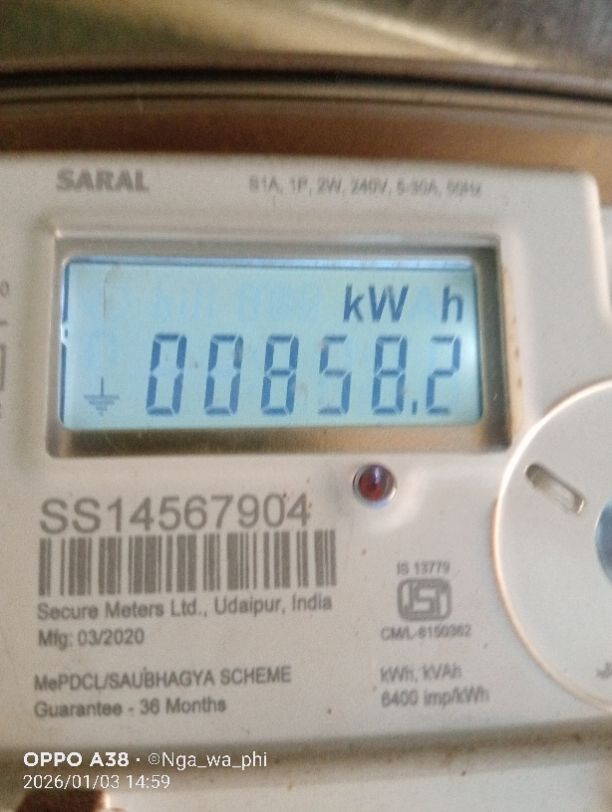 SARAL
S1A, 1P, 2W, 240V, 5-30A, 50Hz
kW h
00858.2
SS14567904
Secure Meters Ltd., Udaipur, India
Mfg: 03/2020
IS 13779
CM/L-8150362
MePDCL/SAUBHAGYA SCHEME
Guarantee - 36 Months
kWh, kVAh
6400 imp/kWh
OPPO A38 · ©Nga_wa_phi
2026/01/03 14:59